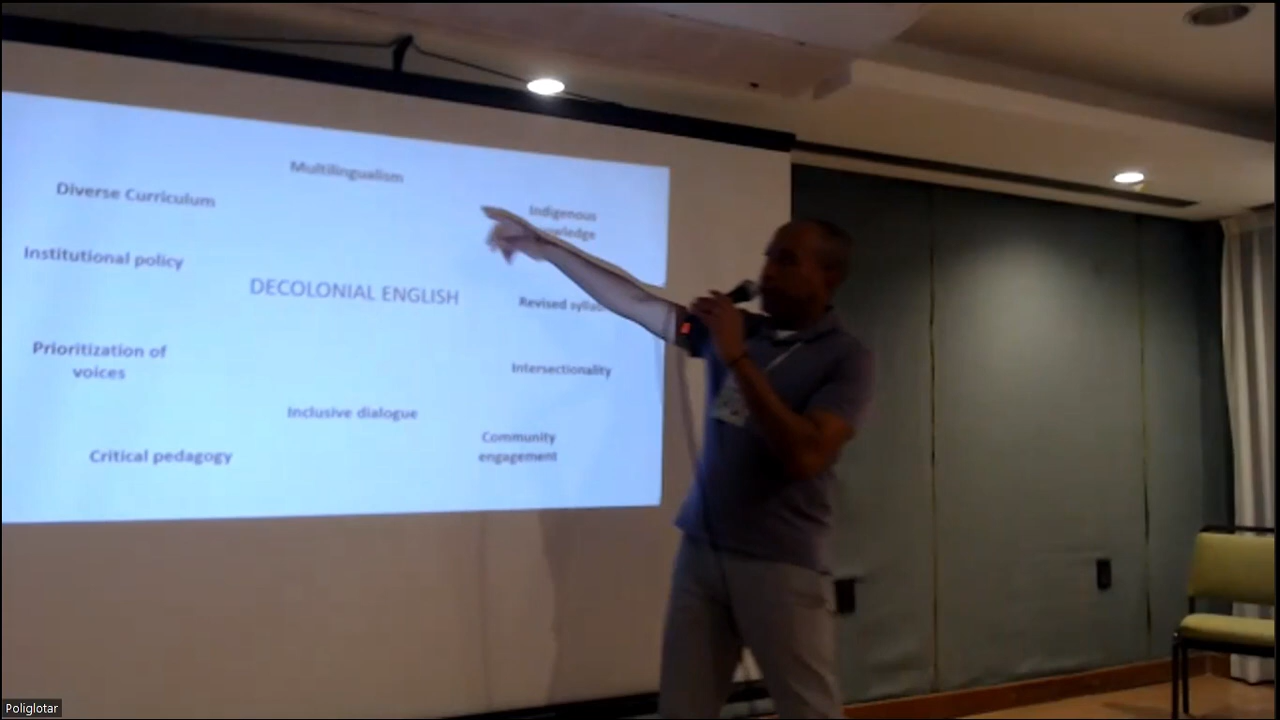 Multilingualism
Diverse Curriculum
Indigenous
Institutional policy
DECOLONIAL ENGLISH
Revised
Prioritization of
voices
Intersectionality
Inclusive dialogue
Community
engagement
Critical pedagogy
Poliglotar